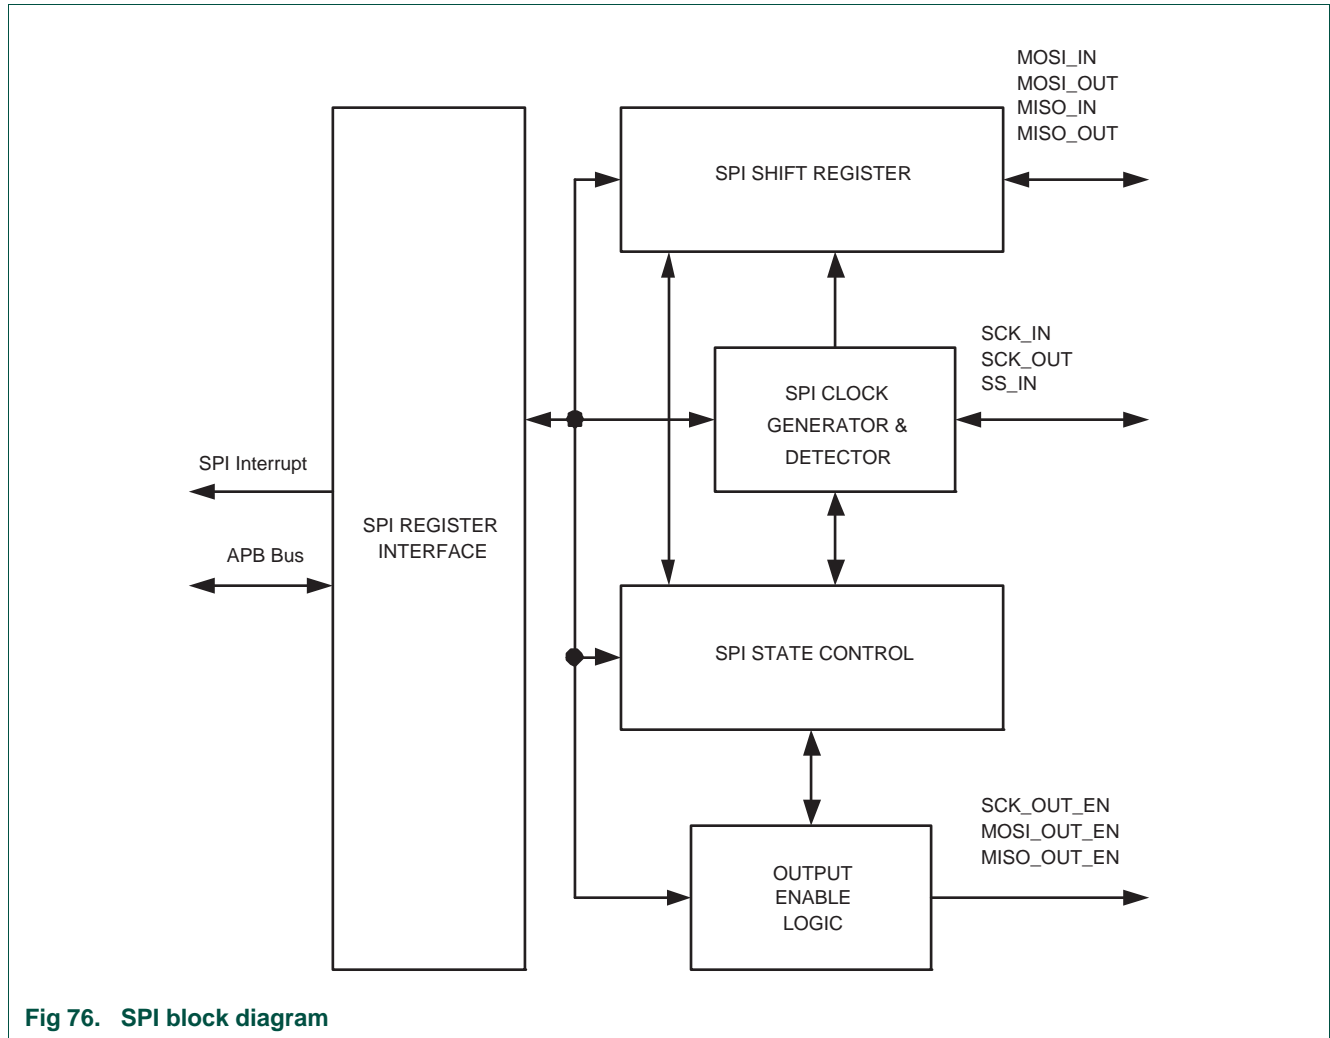 MOSI_IN
MOSI_OUT
MISO_IN
MISO_OUT
SPI SHIFT REGISTER
SCK_IN
SCK_OUT
SS_IN
SPI CLOCK
GENERATOR &
DETECTOR
SPI Interrupt
APB Bus
SPI REGISTER
INTERFACE
SPI STATE CONTROL
SCK_OUT_EN
MOSI_OUT_EN
MISO_OUT_EN
OUTPUT
ENABLE
LOGIC
Fig 76. SPI block diagram